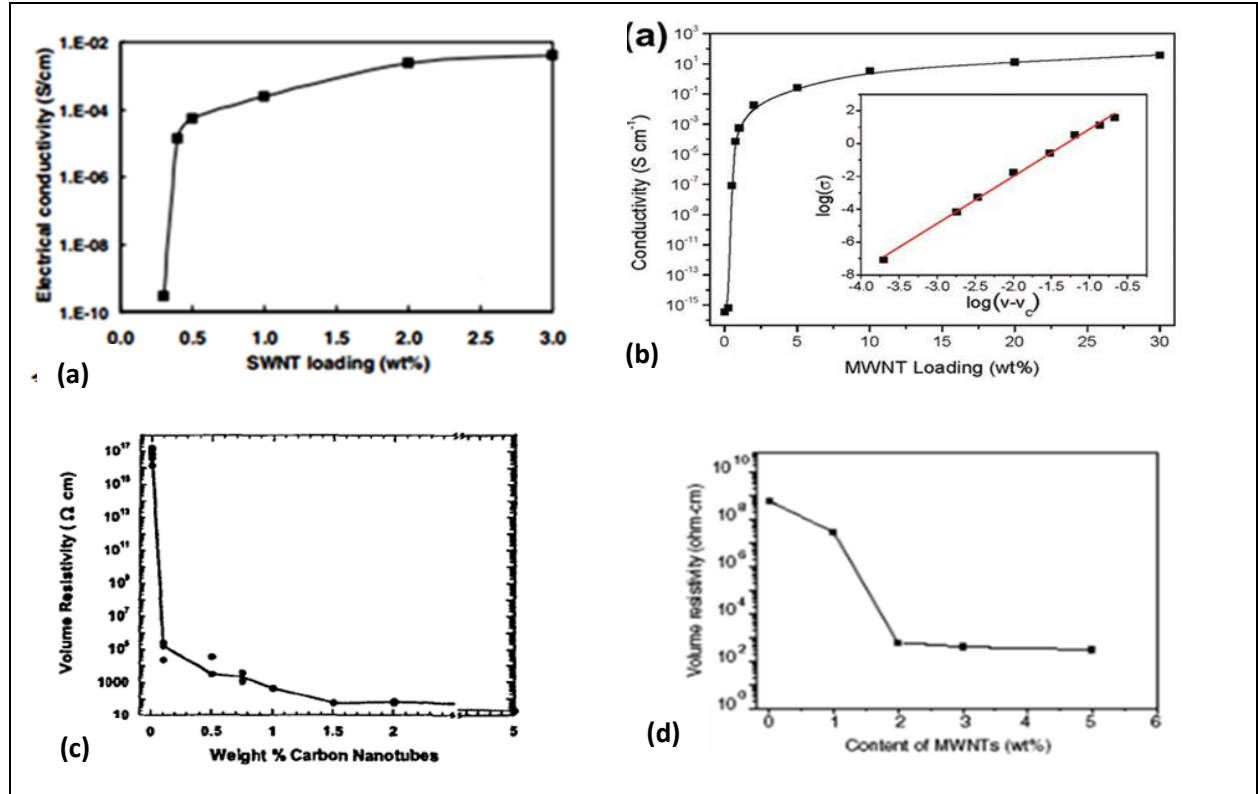 1.E-02
1.E-04
1.E-06
1.E-08
1.E-10
Electrical conductivity (S/cm)
0.0 0.5 1.0 1.5 2.0 2.5 3.0
SWNT loading (wt%)
(a)
(a)
10³
10¹
10⁻¹
10⁻³
10⁻⁵
10⁻⁷
10⁻⁹
10⁻¹¹
10⁻¹³
10⁻¹⁵
Conductivity (S cm⁻¹)
0 5 10 15 20 25 30
MWNT Loading (wt%)
2
0
-2
-4
-6
-8
log(σ)
-4.0 -3.5 -3.0 -2.5 -2.0 -1.5 -1.0 -0.5
log(v-v_c)
(b)
10¹⁷
10¹⁵
10¹³
10¹¹
10⁹
10⁷
10⁵
1000
10
Volume Resistivity (Ω cm)
0 0.5 1 1.5 2 5
Weight % Carbon Nanotubes
(c)
10¹⁰
10⁸
10⁶
10⁴
10²
10⁰
Volume resistivity (ohm-cm)
0 1 2 3 4 5 6
Content of MWNTs (wt%)
(d)